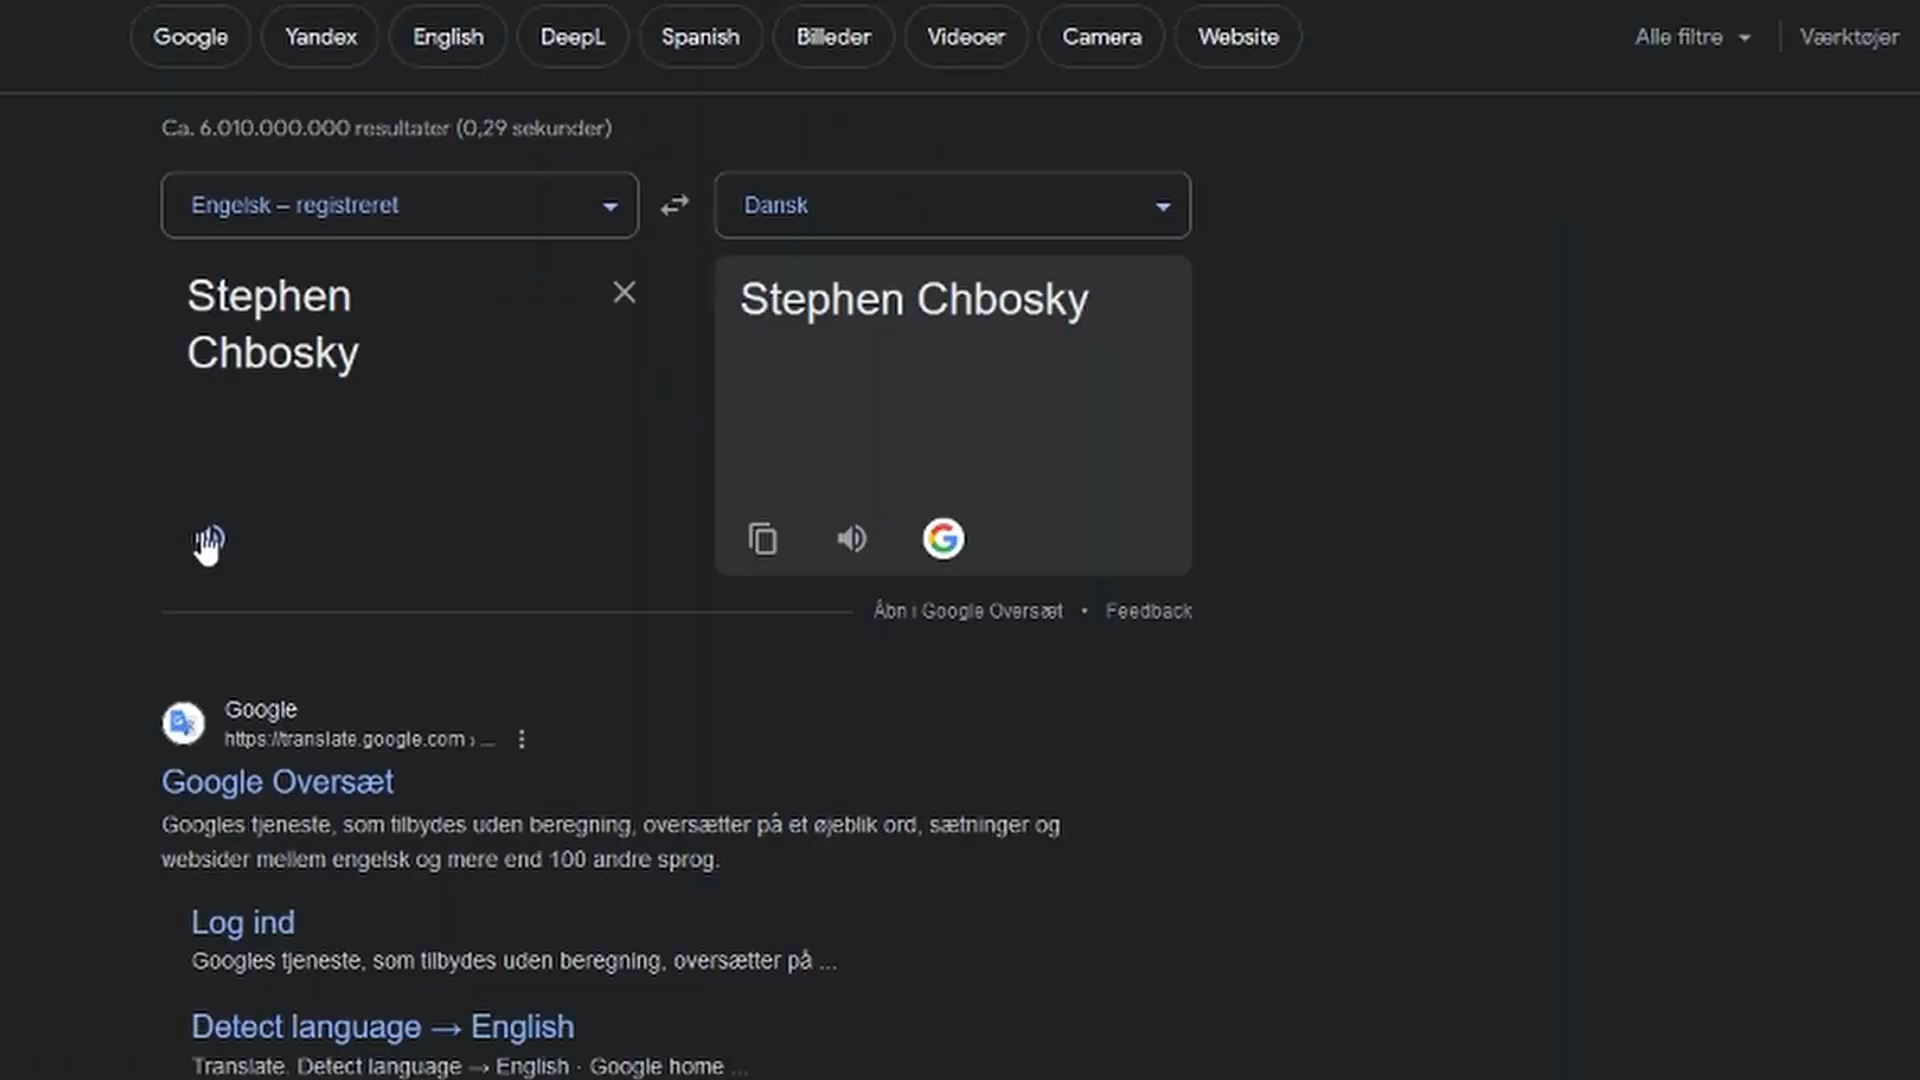 Google Yandex English DeepL Spanish Billeder Videoer Camera Website Alle filtre Værktøjer
Ca. 6.010.000.000 resultater (0,29 sekunder)
Engelsk – registreret
Dansk
Stephen
Chbosky
Stephen Chbosky
Åbn i Google Oversæt • Feedback
Google
https://translate.google.com › ...
Google Oversæt
Googles tjeneste, som tilbydes uden beregning, oversætter på et øjeblik ord, sætninger og
websider mellem engelsk og mere end 100 andre sprog.
Log ind
Googles tjeneste, som tilbydes uden beregning, oversætter på ...
Detect language → English
Translate. Detect language → English · Google home ...